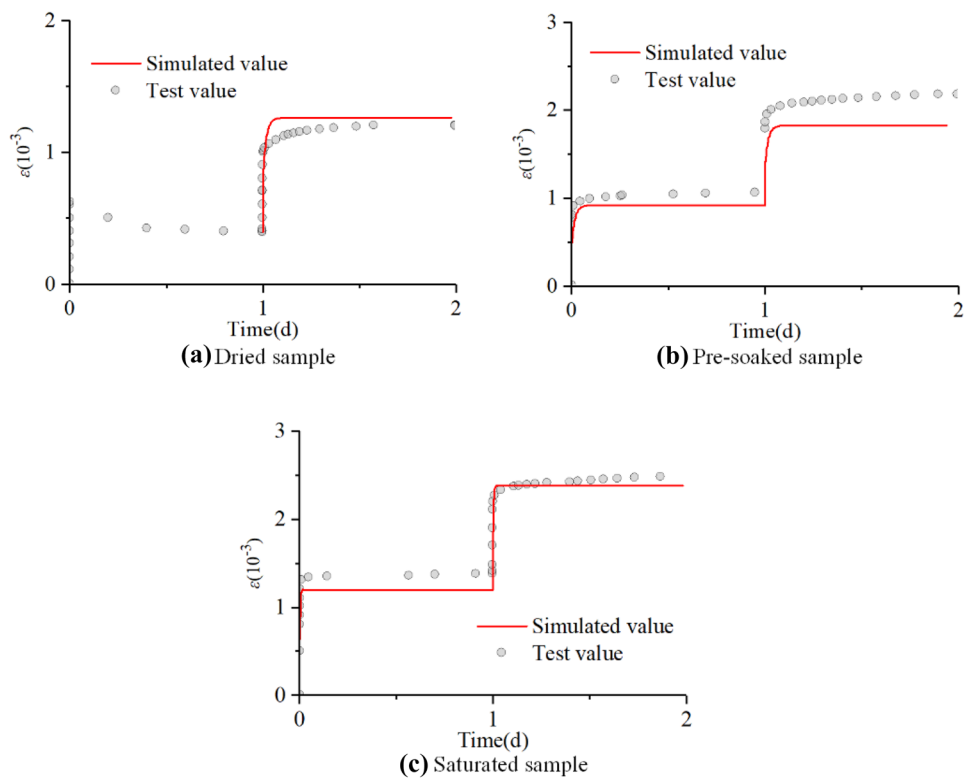 2
1
0
ε(10⁻³)
Simulated value
Test value
0 1 2
Time(d)
(a) Dried sample
3
2
1
0
ε(10⁻³)
Simulated value
Test value
0 1 2
Time(d)
(b) Pre-soaked sample
3
2
1
0
ε(10⁻³)
Simulated value
Test value
0 1 2
Time(d)
(c) Saturated sample